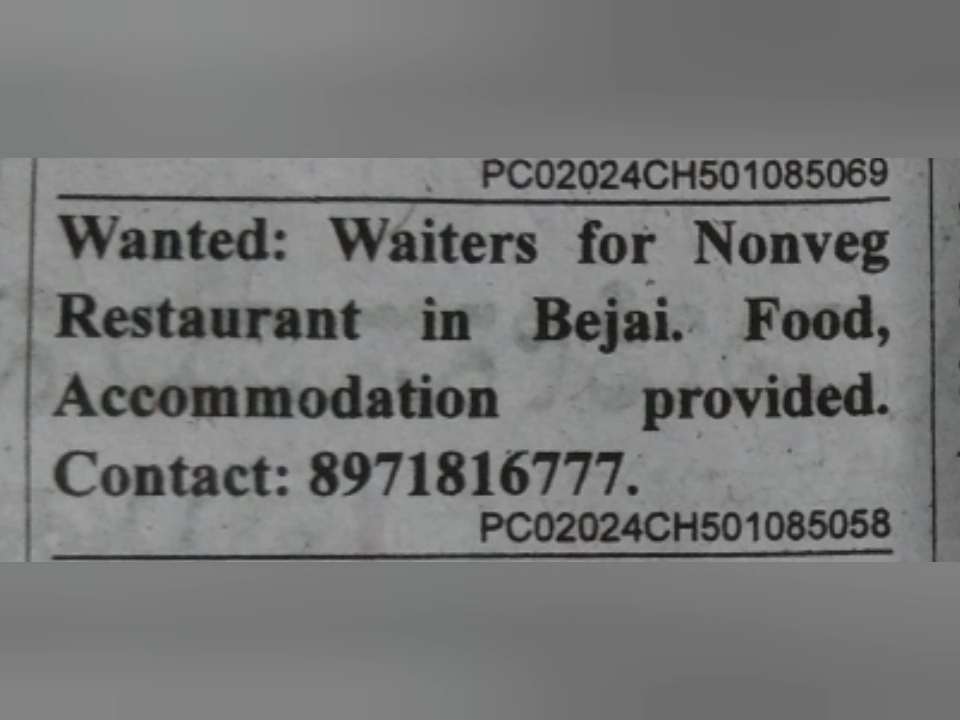 PC02024CH501085069
Wanted: Waiters for Nonveg
Restaurant in Bejai. Food,
Accommodation provided.
Contact: 8971816777.
PC02024CH501085058